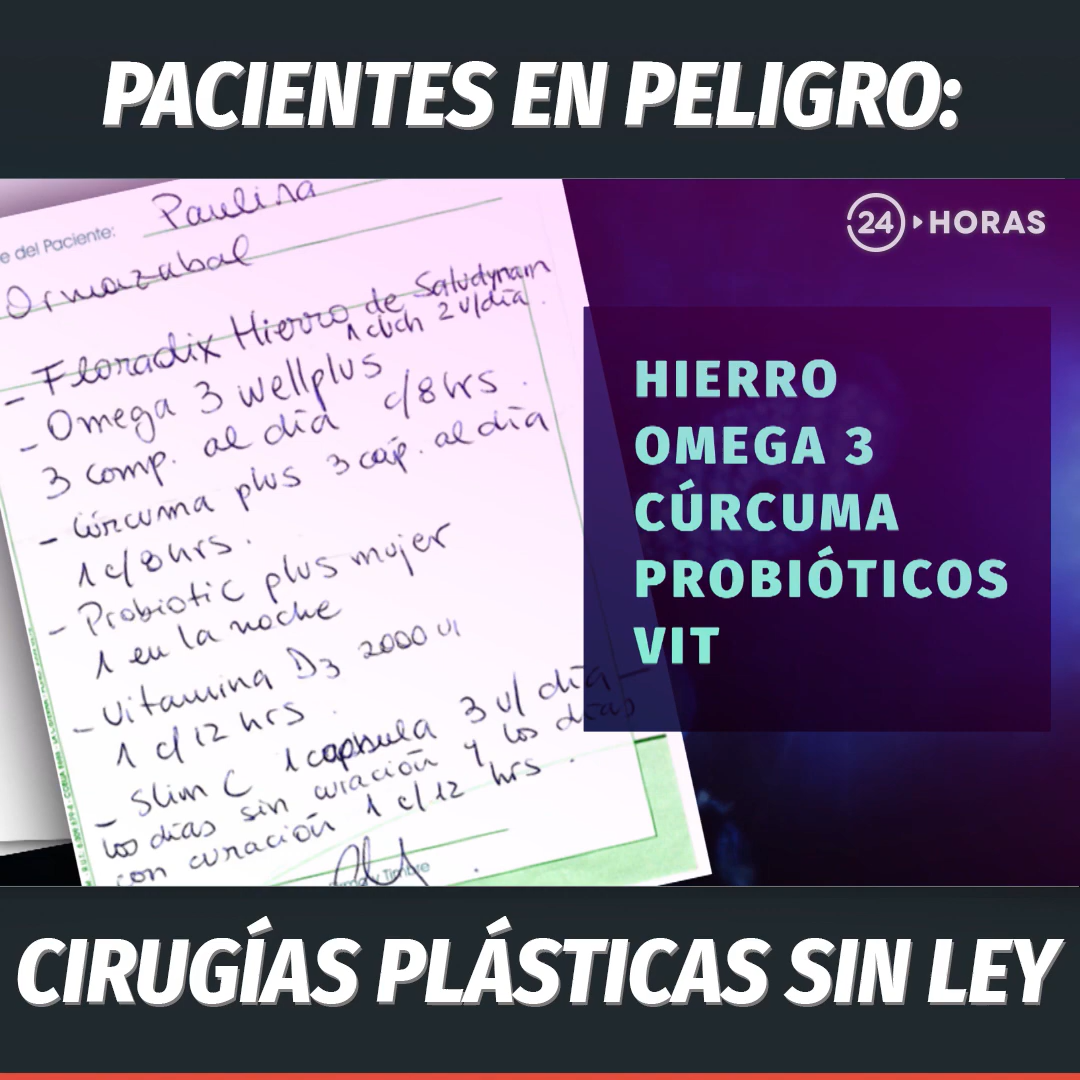 PACIENTES EN PELIGRO:
24 HORAS
Paulina
e del Paciente:
Ormazabal
- Floradix Hierro de Saludynam
1 cuch 2 v/día.
- Omega 3 wellplus
3 comp. al día c/8 hrs.
- Cúrcuma plus 3 cáp. al día
1 c/8 hrs.
- Probiotic plus mujer
1 en la noche
- Vitamina D3 2000 UI
1 c/12 hrs.
- Slim C 1 capsula 3 v/ día
los días sin curación y los días
con curación 1 c/12 hrs.
Timbre
HIERRO
OMEGA 3
CÚRCUMA
PROBIÓTICOS
VIT
CIRUGÍAS PLÁSTICAS SIN LEY